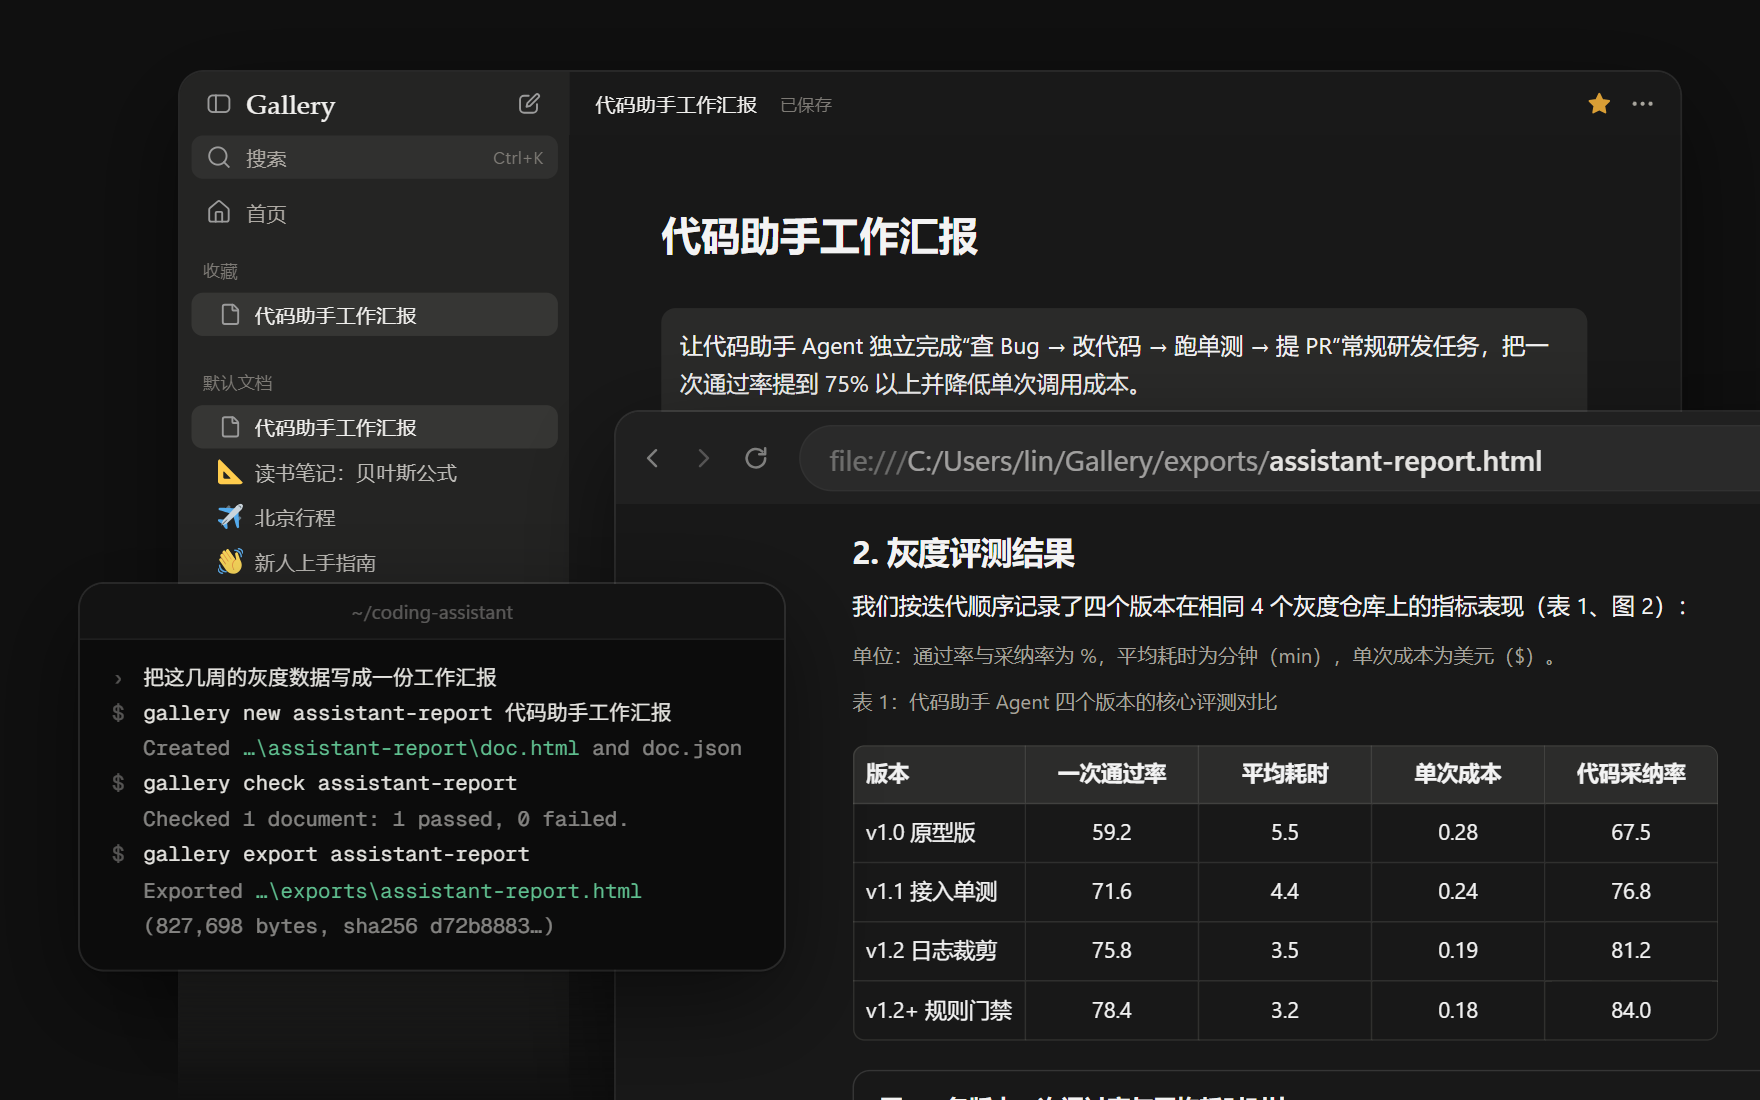 Gallery
搜索 Ctrl+K
首页
收藏
代码助手工作汇报
默认文档
代码助手工作汇报
读书笔记：贝叶斯公式
北京行程
新人上手指南
代码助手工作汇报 已保存
代码助手工作汇报
让代码助手 Agent 独立完成“查 Bug → 改代码 → 跑单测 → 提 PR”常规研发任务，把一
次通过率提到 75% 以上并降低单次调用成本。
file:///C:/Users/lin/Gallery/exports/assistant-report.html
2. 灰度评测结果
我们按迭代顺序记录了四个版本在相同 4 个灰度仓库上的指标表现（表 1、图 2）：
单位：通过率与采纳率为 %，平均耗时为分钟（min），单次成本为美元（$）。
表 1：代码助手 Agent 四个版本的核心评测对比
版本 一次通过率 平均耗时 单次成本 代码采纳率
v1.0 原型版 59.2 5.5 0.28 67.5
v1.1 接入单测 71.6 4.4 0.24 76.8
v1.2 日志裁剪 75.8 3.5 0.19 81.2
v1.2+ 规则门禁 78.4 3.2 0.18 84.0
~/coding-assistant
› 把这几周的灰度数据写成一份工作汇报
$ gallery new assistant-report 代码助手工作汇报
Created …\assistant-report\doc.html and doc.json
$ gallery check assistant-report
Checked 1 document: 1 passed, 0 failed.
$ gallery export assistant-report
Exported …\exports\assistant-report.html
(827,698 bytes, sha256 d72b8883…)